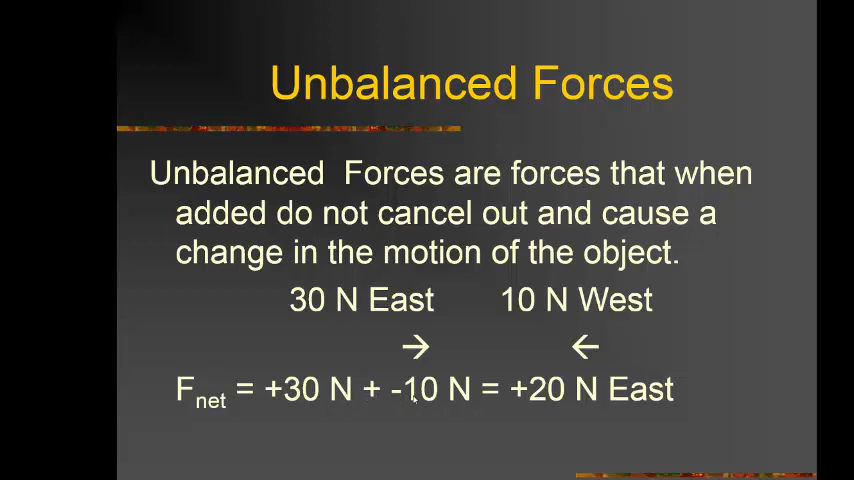 Unbalanced Forces
Unbalanced Forces are forces that when
added do not cancel out and cause a
change in the motion of the object.
30 N East 10 N West
→ ←
Fnet = +30 N + -10 N = +20 N East